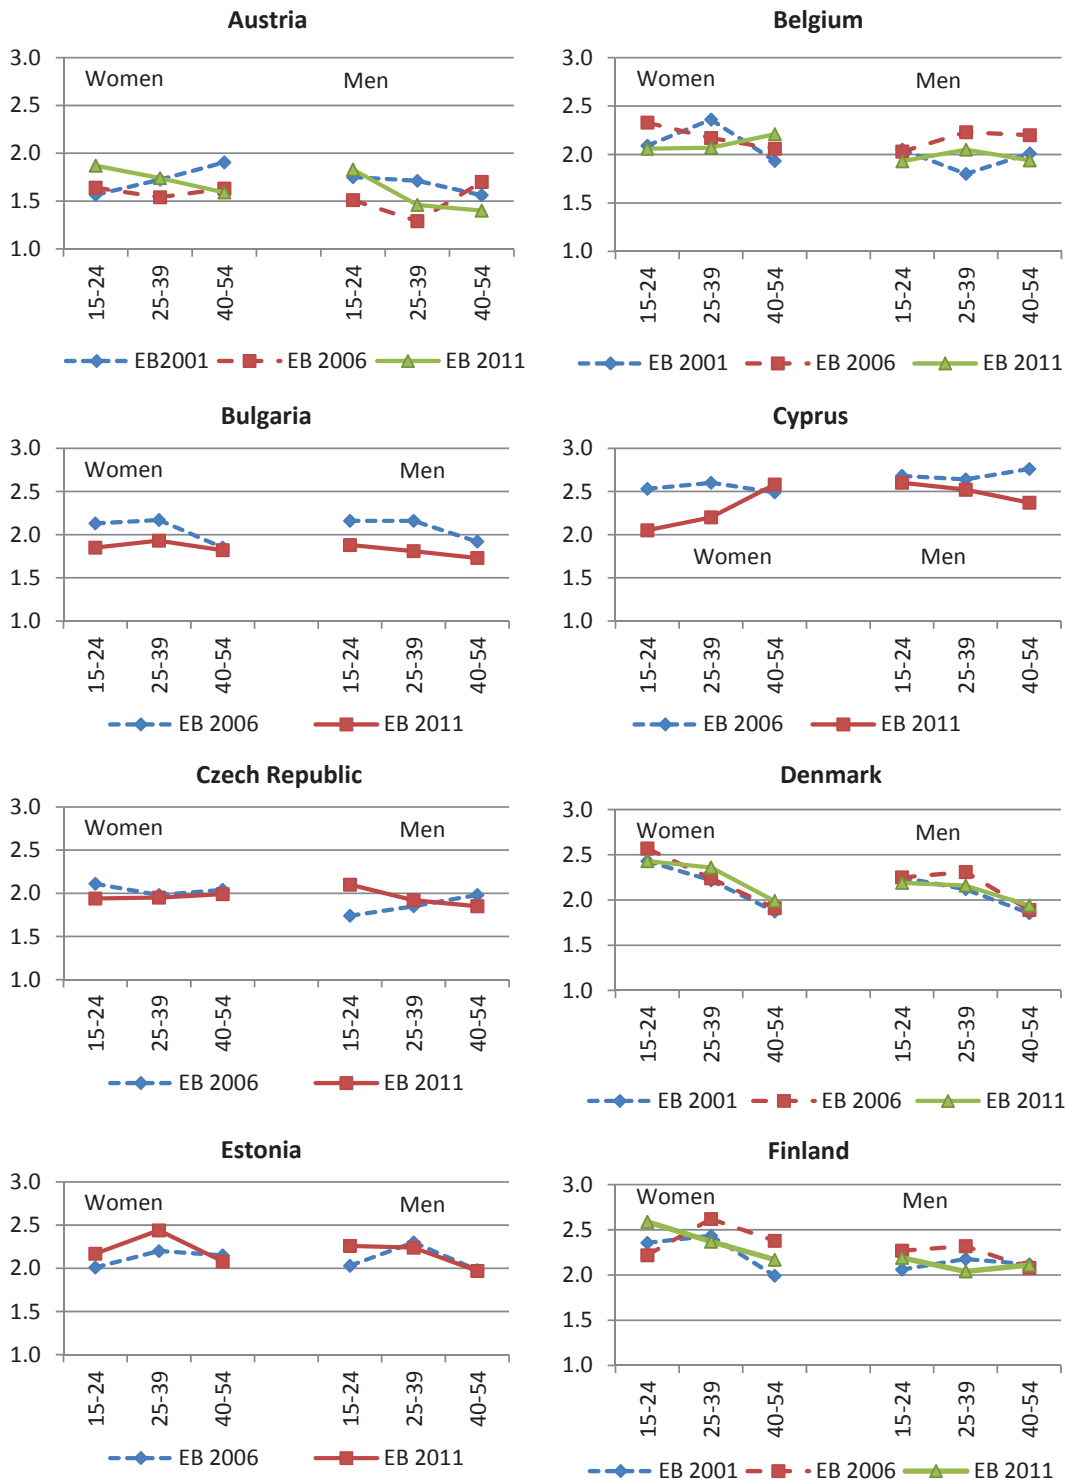 Austria
3.0
2.5
2.0
1.5
1.0
Women
Men
15-24
25-39
40-54
15-24
25-39
40-54
EB2001
EB 2006
EB 2011
Belgium
3.0
2.5
2.0
1.5
1.0
15-24
25-39
40-54
15-24
25-39
40-54
EB 2001
EB 2006
EB 2011
Bulgaria
3.0
2.5
2.0
1.5
1.0
Women
Men
15-24
25-39
40-54
15-24
25-39
40-54
EB 2006
EB 2011
Cyprus
3.0
2.5
2.0
1.5
1.0
Women
Men
15-24
25-39
40-54
15-24
25-39
40-54
EB 2006
EB 2011
Czech Republic
3.0
2.5
2.0
1.5
1.0
Women
Men
15-24
25-39
40-54
15-24
25-39
40-54
EB 2006
EB 2011
Denmark
3.0
2.5
2.0
1.5
1.0
Women
Men
15-24
25-39
40-54
15-24
25-39
40-54
EB 2001
EB 2006
EB 2011
Estonia
3.0
2.5
2.0
1.5
1.0
Women
Men
15-24
25-39
40-54
15-24
25-39
40-54
EB 2006
EB 2011
Finland
3.0
2.5
2.0
1.5
1.0
Women
Men
15-24
25-39
40-54
15-24
25-39
40-54
EB 2001
EB 2006
EB 2011